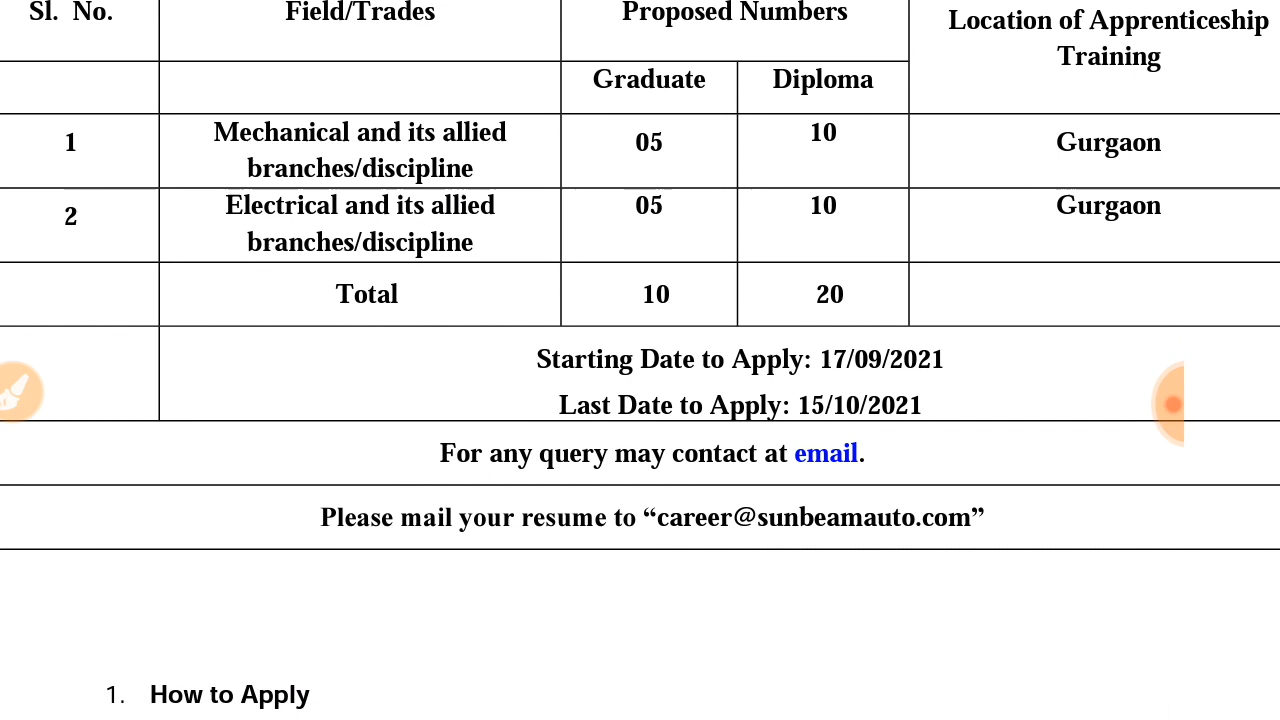 Sl. No.
Field/Trades
Proposed Numbers
Location of Apprenticeship
Training
Graduate
Diploma
1
Mechanical and its allied
branches/discipline
05
10
Gurgaon
2
Electrical and its allied
branches/discipline
05
10
Gurgaon
Total
10
20
Starting Date to Apply: 17/09/2021
Last Date to Apply: 15/10/2021
For any query may contact at email.
Please mail your resume to “career@sunbeamauto.com”
1. How to Apply